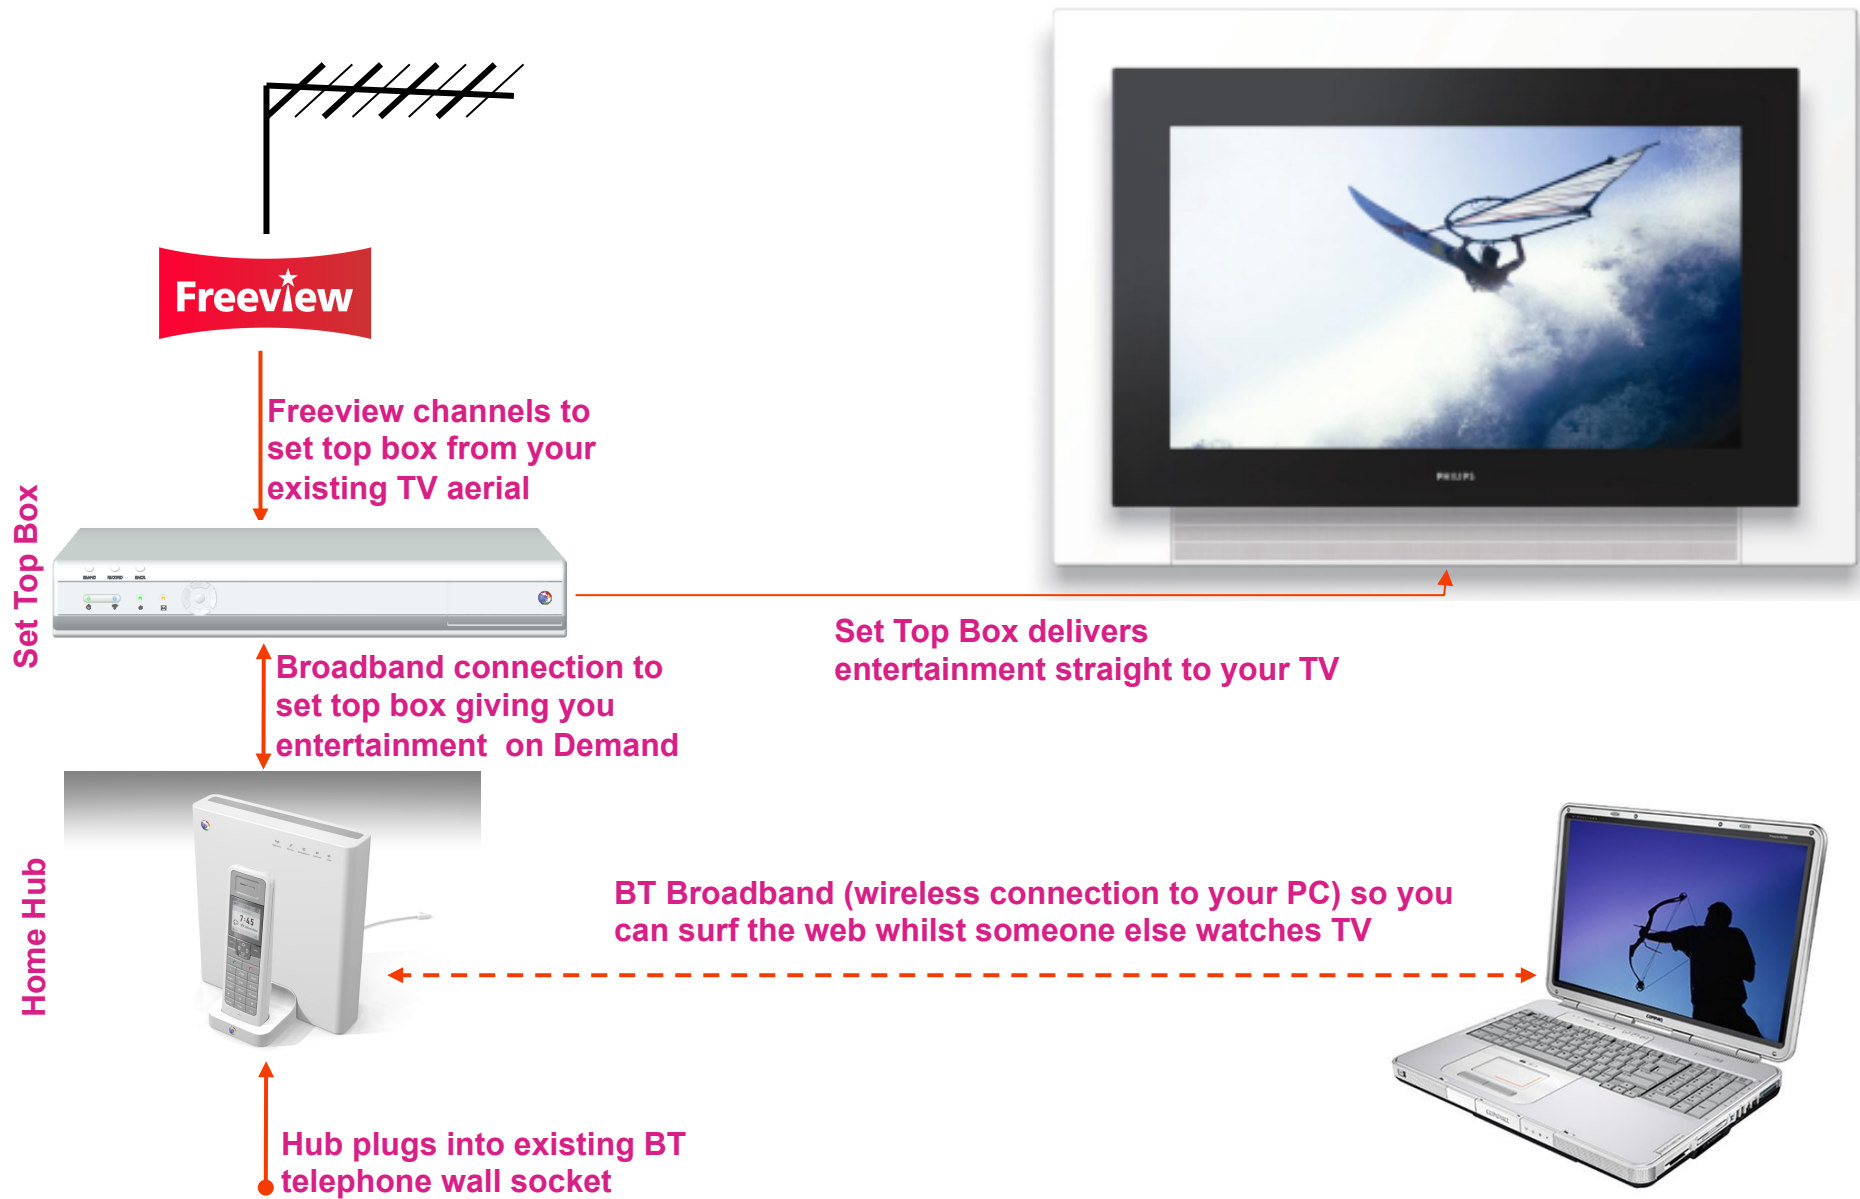 Freeview
Freeview channels to
set top box from your
existing TV aerial
Set Top Box
PHILIPS
Set Top Box delivers
entertainment straight to your TV
Broadband connection to
set top box giving you
entertainment  on Demand
Home Hub
7:45
BT Broadband (wireless connection to your PC) so you
can surf the web whilst someone else watches TV
Hub plugs into existing BT
telephone wall socket